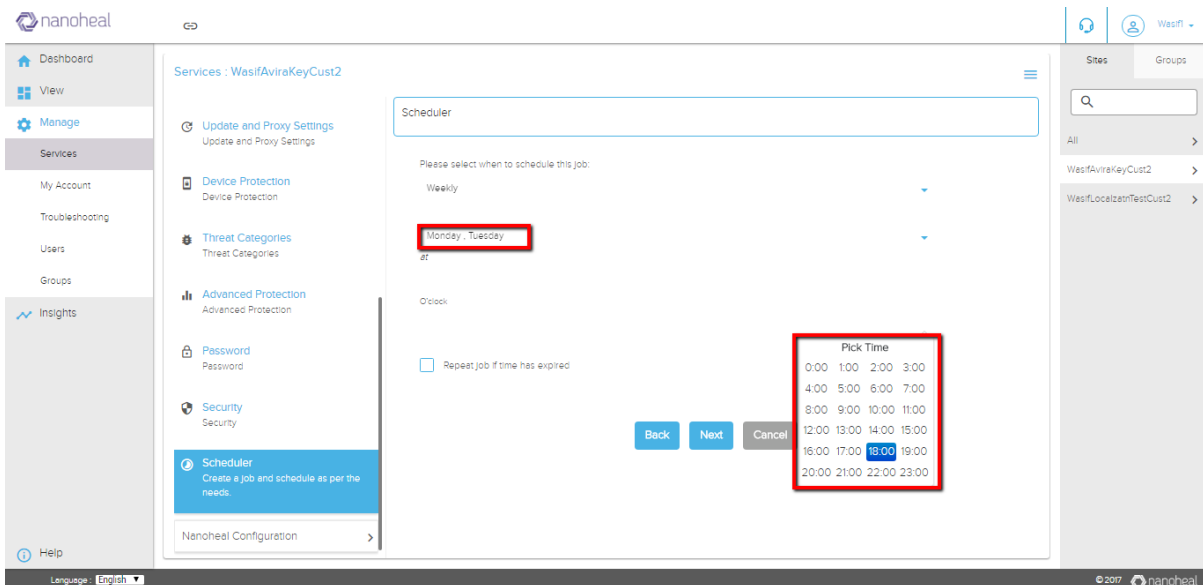 nanoheal
Wasif1
Dashboard
View
Manage
Services
My Account
Troubleshooting
Users
Groups
Insights
Help
Services : WasifAviraKeyCust2
Update and Proxy Settings
Update and Proxy Settings
Device Protection
Device Protection
Threat Categories
Threat Categories
Advanced Protection
Advanced Protection
Password
Password
Security
Security
Scheduler
Create a job and schedule as per the
needs.
Nanoheal Configuration
Scheduler
Please select when to schedule this job:
Weekly
Monday , Tuesday
at
O'clock
Repeat job if time has expired
Back Next Cancel
Pick Time
0:00 1:00 2:00 3:00
4:00 5:00 6:00 7:00
8:00 9:00 10:00 11:00
12:00 13:00 14:00 15:00
16:00 17:00 18:00 19:00
20:00 21:00 22:00 23:00
Sites Groups
All
WasifAviraKeyCust2
WasifLocalzatnTestCust2
Language : English
© 2017 nanoheal